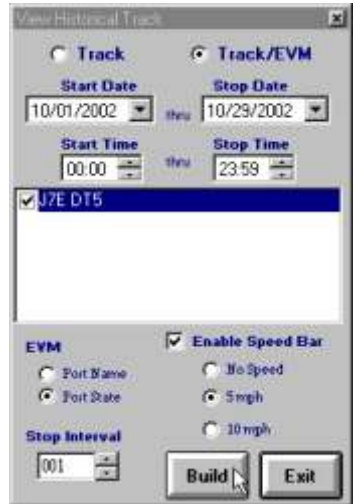 View Historical Track
Track Track/EVM
Start Date Stop Date
10/01/2002 thru 10/29/2002
Start Time Stop Time
00:00 thru 23:59
J7E DT5
EVM Enable Speed Bar
Port Name No Speed
Port State 5 mph
10 mph
Stop Interval
001 Build Exit